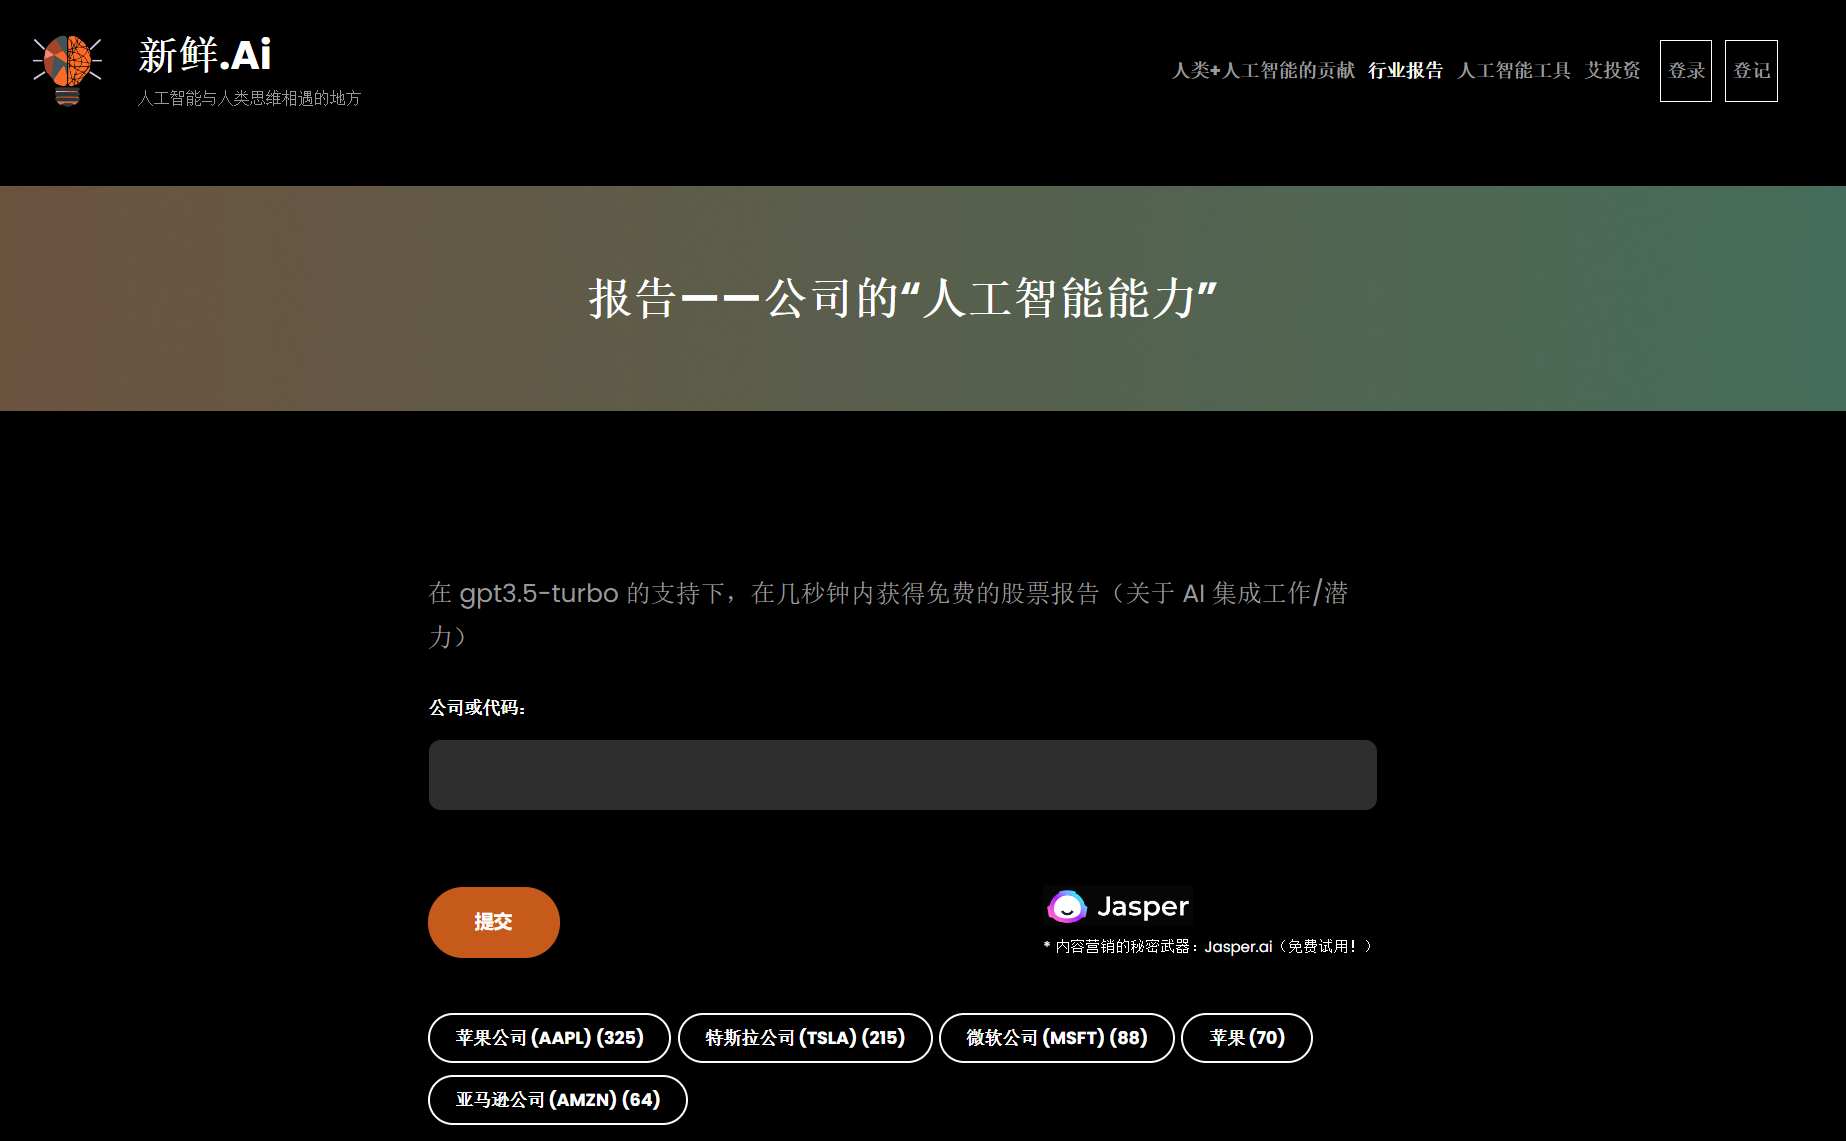 新鲜.Ai
人工智能与人类思维相遇的地方
人类+人工智能的贡献 行业报告 人工智能工具 艾投资 登录 登记
报告——公司的“人工智能能力”
在 gpt3.5-turbo 的支持下，在几秒钟内获得免费的股票报告（关于 AI 集成工作/潜
力）
公司或代码：
提交
Jasper
* 内容营销的秘密武器：Jasper.ai（免费试用！）
苹果公司 (AAPL) (325) 特斯拉公司 (TSLA) (215) 微软公司 (MSFT) (88) 苹果 (70)
亚马逊公司 (AMZN) (64)